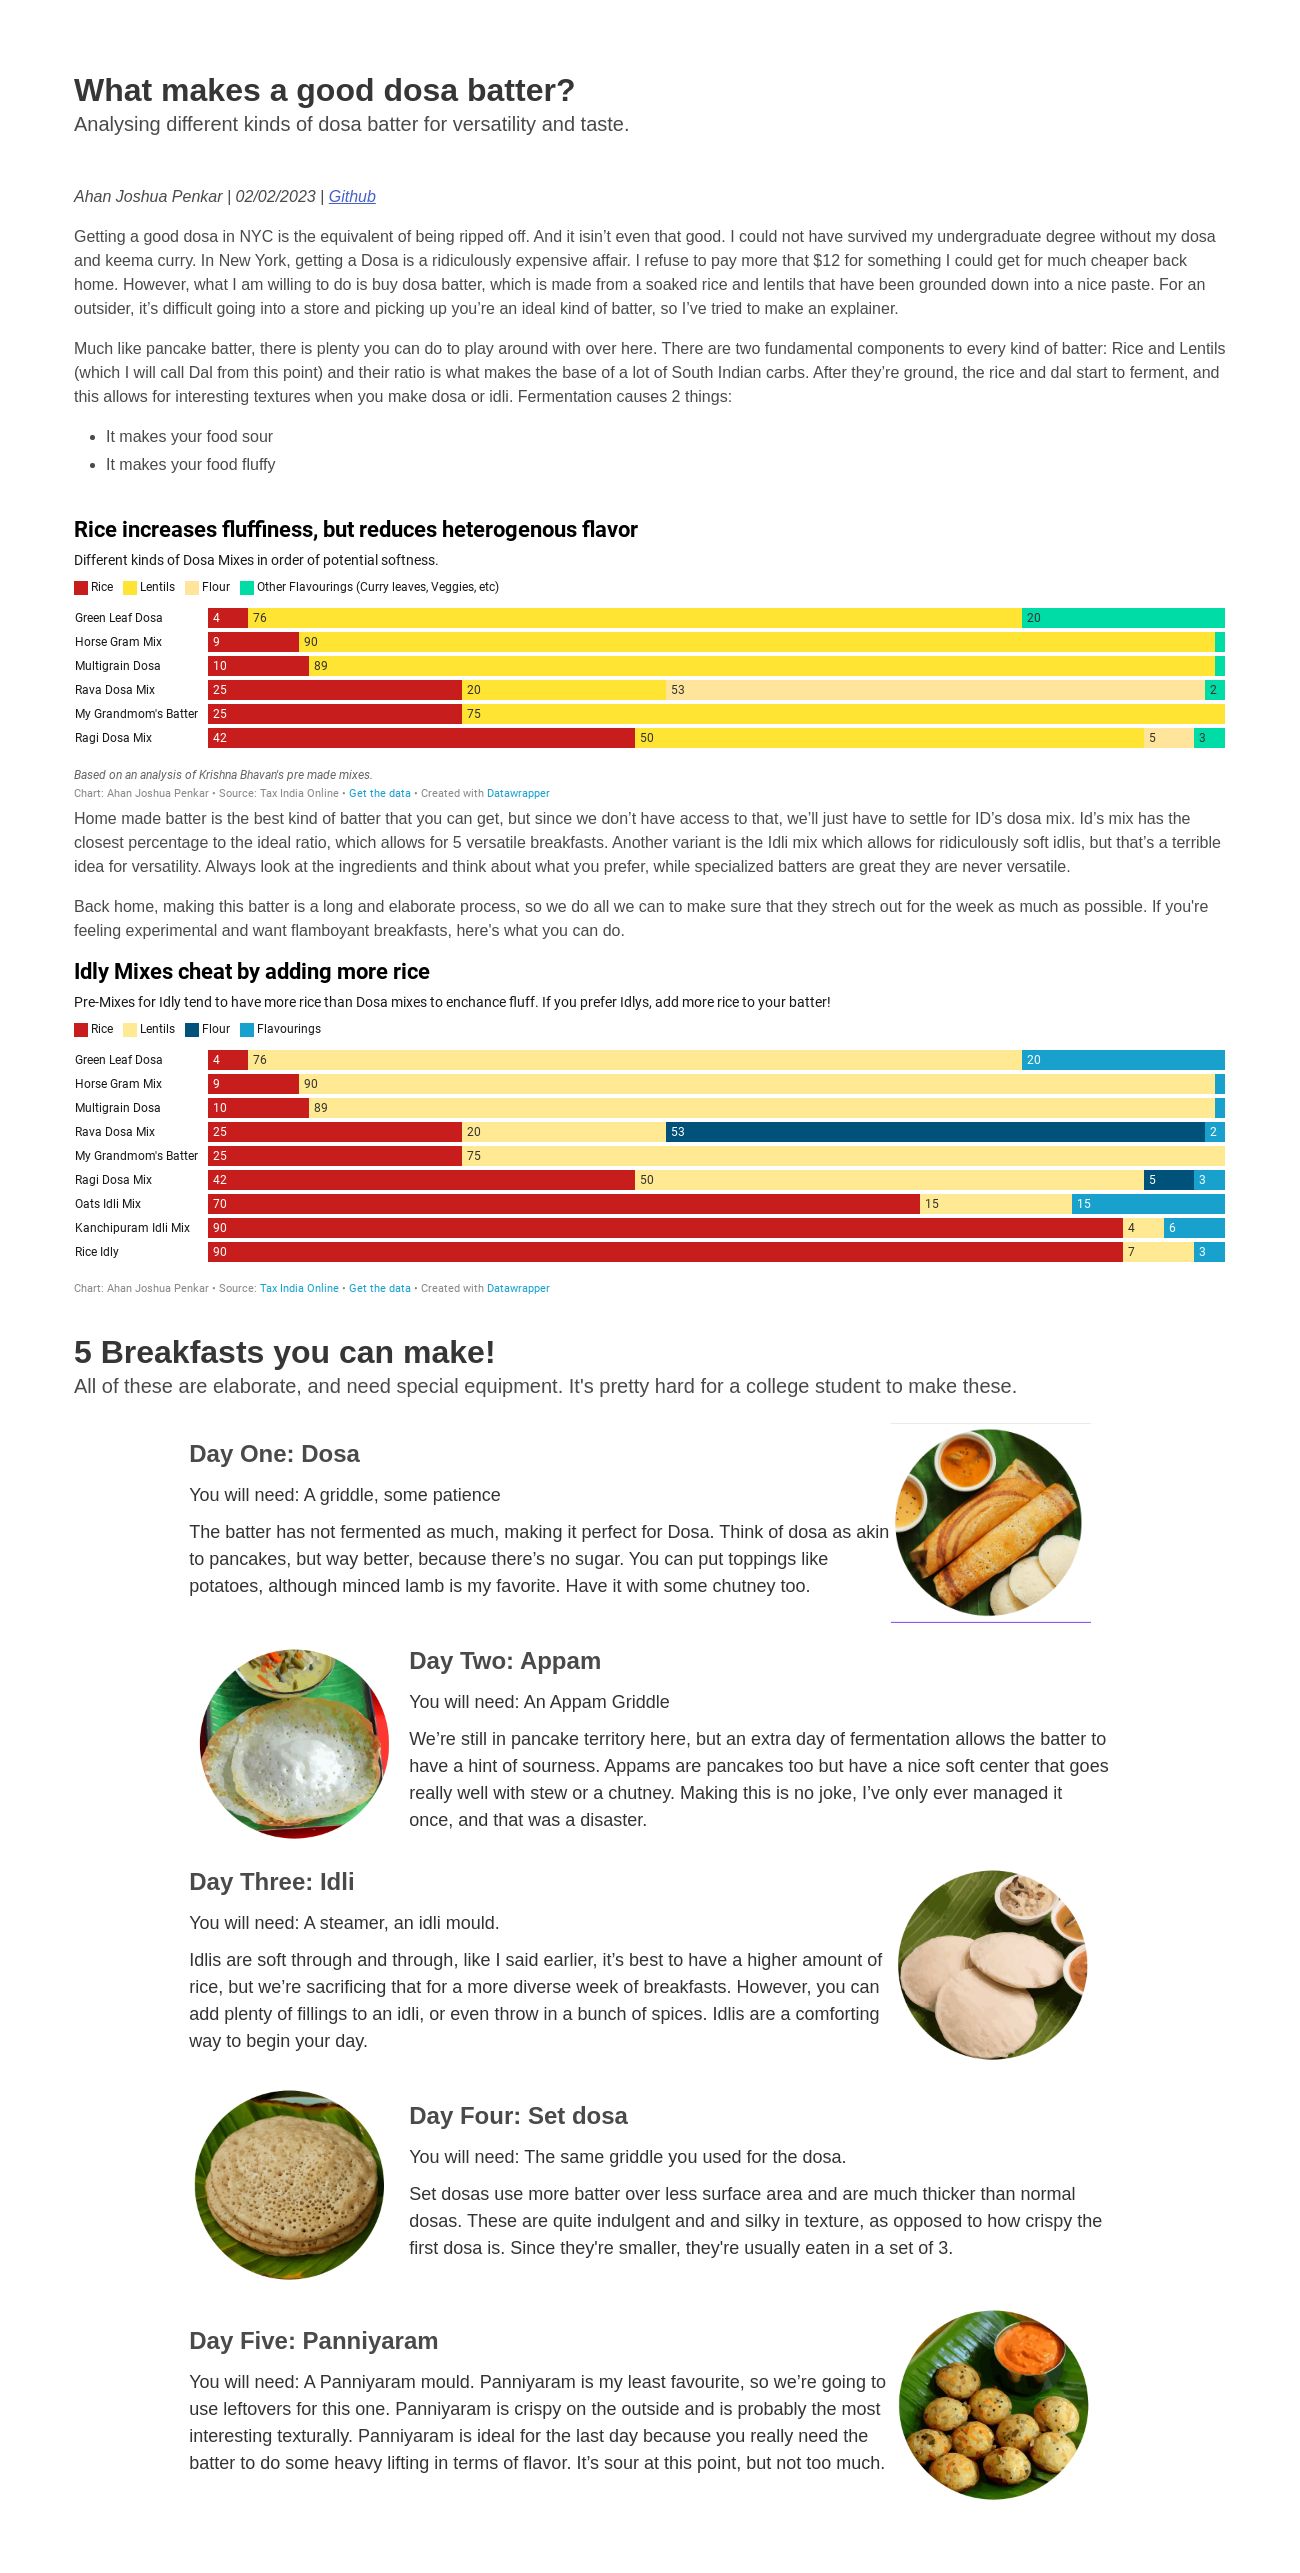 What makes a good dosa batter?
Analysing different kinds of dosa batter for versatility and taste.
Ahan Joshua Penkar | 02/02/2023 | Github
Getting a good dosa in NYC is the equivalent of being ripped off. And it isin’t even that good. I could not have survived my undergraduate degree without my dosa
and keema curry. In New York, getting a Dosa is a ridiculously expensive affair. I refuse to pay more that $12 for something I could get for much cheaper back
home. However, what I am willing to do is buy dosa batter, which is made from a soaked rice and lentils that have been grounded down into a nice paste. For an
outsider, it’s difficult going into a store and picking up you’re an ideal kind of batter, so I’ve tried to make an explainer.
Much like pancake batter, there is plenty you can do to play around with over here. There are two fundamental components to every kind of batter: Rice and Lentils
(which I will call Dal from this point) and their ratio is what makes the base of a lot of South Indian carbs. After they’re ground, the rice and dal start to ferment, and
this allows for interesting textures when you make dosa or idli. Fermentation causes 2 things:
• It makes your food sour
• It makes your food fluffy
Rice increases fluffiness, but reduces heterogenous flavor
Different kinds of Dosa Mixes in order of potential softness.
Rice Lentils Flour Other Flavourings (Curry leaves, Veggies, etc)
Green Leaf Dosa 4 76 20
Horse Gram Mix 9 90
Multigrain Dosa 10 89
Rava Dosa Mix 25 20 53 2
My Grandmom's Batter 25 75
Ragi Dosa Mix 42 50 5 3
Based on an analysis of Krishna Bhavan's pre made mixes.
Chart: Ahan Joshua Penkar • Source: Tax India Online • Get the data • Created with Datawrapper
Home made batter is the best kind of batter that you can get, but since we don’t have access to that, we’ll just have to settle for ID’s dosa mix. Id’s mix has the
closest percentage to the ideal ratio, which allows for 5 versatile breakfasts. Another variant is the Idli mix which allows for ridiculously soft idlis, but that’s a terrible
idea for versatility. Always look at the ingredients and think about what you prefer, while specialized batters are great they are never versatile.
Back home, making this batter is a long and elaborate process, so we do all we can to make sure that they strech out for the week as much as possible. If you're
feeling experimental and want flamboyant breakfasts, here's what you can do.
Idly Mixes cheat by adding more rice
Pre-Mixes for Idly tend to have more rice than Dosa mixes to enchance fluff. If you prefer Idlys, add more rice to your batter!
Rice Lentils Flour Flavourings
Green Leaf Dosa 4 76 20
Horse Gram Mix 9 90
Multigrain Dosa 10 89
Rava Dosa Mix 25 20 53 2
My Grandmom's Batter 25 75
Ragi Dosa Mix 42 50 5 3
Oats Idli Mix 70 15 15
Kanchipuram Idli Mix 90 4 6
Rice Idly 90 7 3
Chart: Ahan Joshua Penkar • Source: Tax India Online • Get the data • Created with Datawrapper
5 Breakfasts you can make!
All of these are elaborate, and need special equipment. It's pretty hard for a college student to make these.
Day One: Dosa
You will need: A griddle, some patience
The batter has not fermented as much, making it perfect for Dosa. Think of dosa as akin
to pancakes, but way better, because there’s no sugar. You can put toppings like
potatoes, although minced lamb is my favorite. Have it with some chutney too.
Day Two: Appam
You will need: An Appam Griddle
We’re still in pancake territory here, but an extra day of fermentation allows the batter to
have a hint of sourness. Appams are pancakes too but have a nice soft center that goes
really well with stew or a chutney. Making this is no joke, I’ve only ever managed it
once, and that was a disaster.
Day Three: Idli
You will need: A steamer, an idli mould.
Idlis are soft through and through, like I said earlier, it’s best to have a higher amount of
rice, but we’re sacrificing that for a more diverse week of breakfasts. However, you can
add plenty of fillings to an idli, or even throw in a bunch of spices. Idlis are a comforting
way to begin your day.
Day Four: Set dosa
You will need: The same griddle you used for the dosa.
Set dosas use more batter over less surface area and are much thicker than normal
dosas. These are quite indulgent and and silky in texture, as opposed to how crispy the
first dosa is. Since they're smaller, they're usually eaten in a set of 3.
Day Five: Panniyaram
You will need: A Panniyaram mould. Panniyaram is my least favourite, so we’re going to
use leftovers for this one. Panniyaram is crispy on the outside and is probably the most
interesting texturally. Panniyaram is ideal for the last day because you really need the
batter to do some heavy lifting in terms of flavor. It’s sour at this point, but not too much.